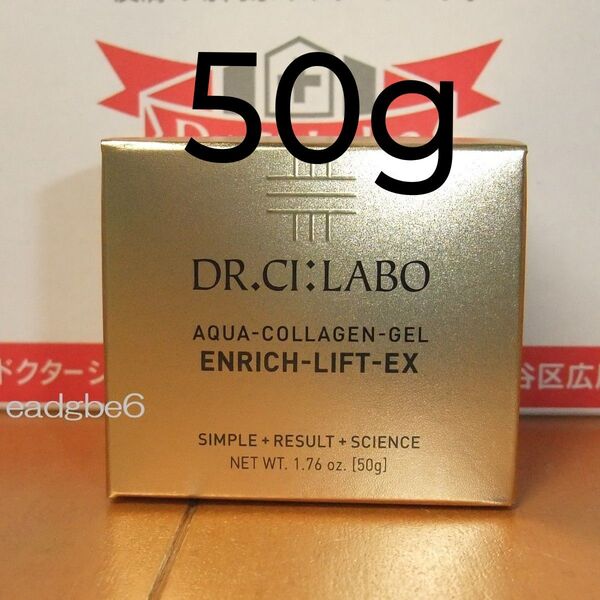 50g
DR.CI:LABO
AQUA-COLLAGEN-GEL
ENRICH-LIFT-EX
SIMPLE + RESULT + SCIENCE
NET WT. 1.76 oz. [50g]
ドクターシ
谷区広尾
eadgbe6